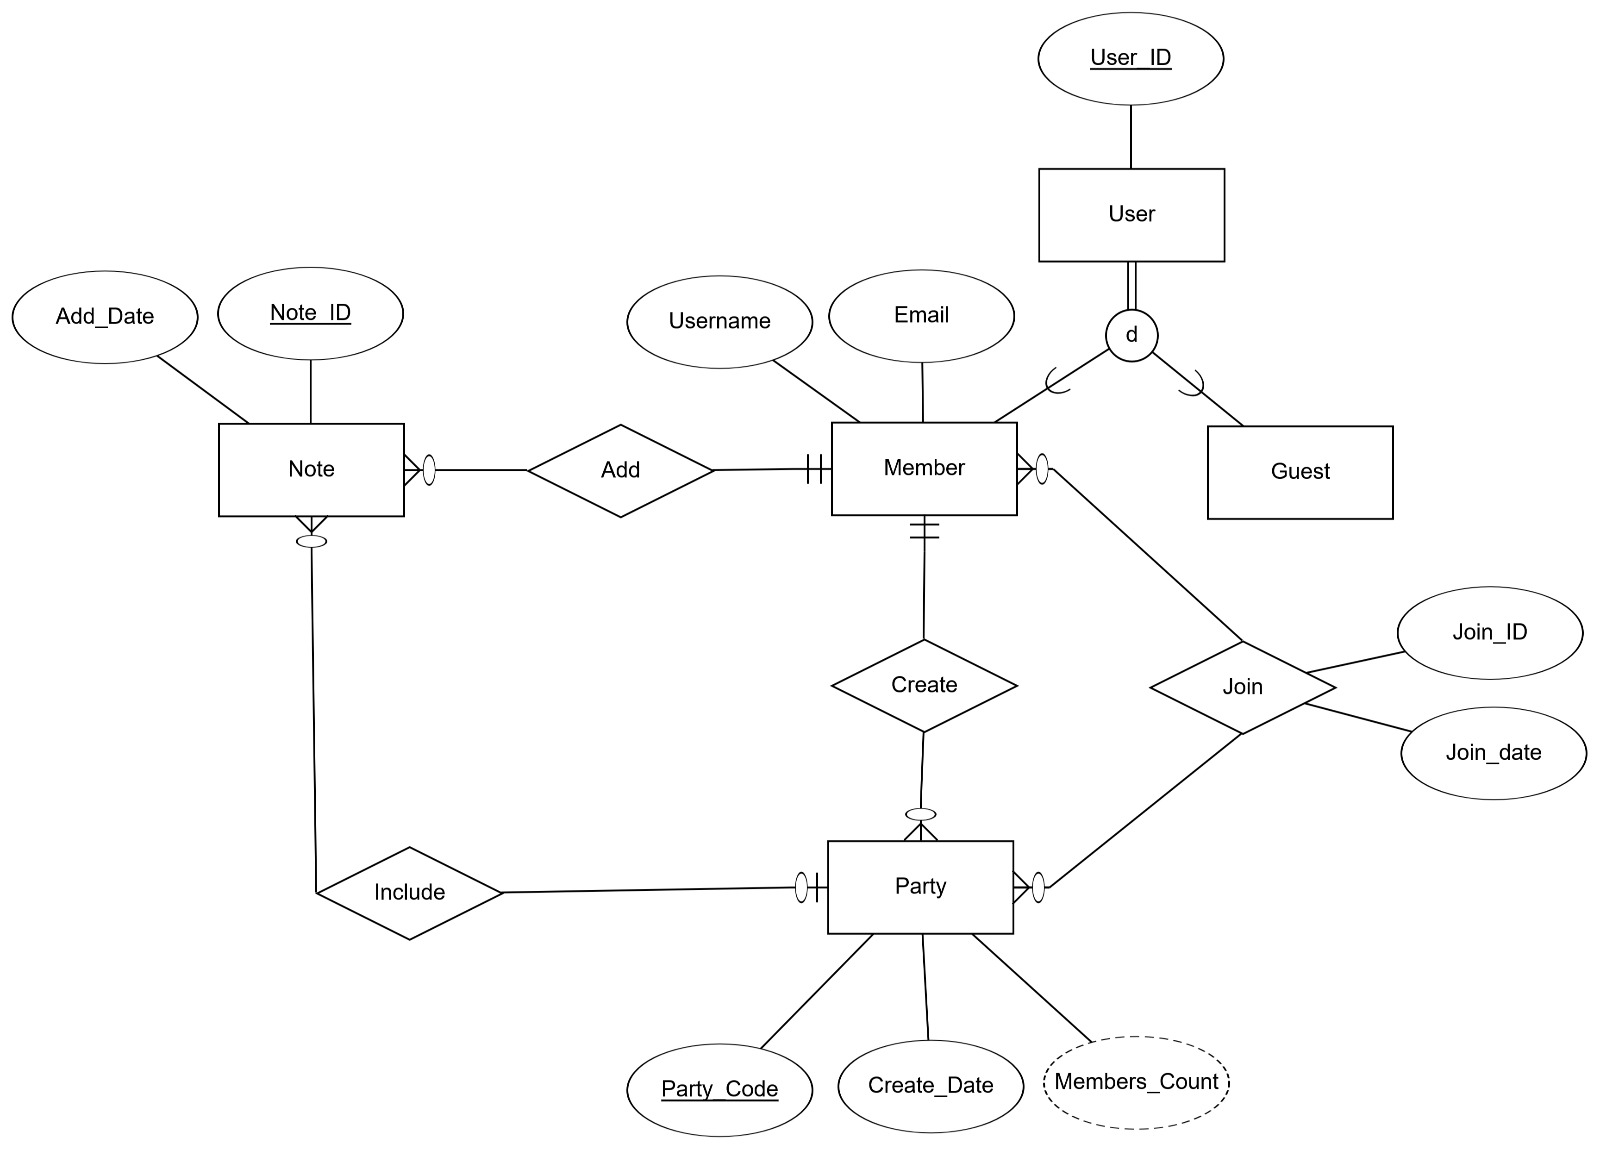 User_ID
User
Add_Date
Note_ID
Username
Email
d
Note
Add
Member
Guest
Join_ID
Create
Join
Join_date
Include
Party
Party_Code
Create_Date
Members_Count